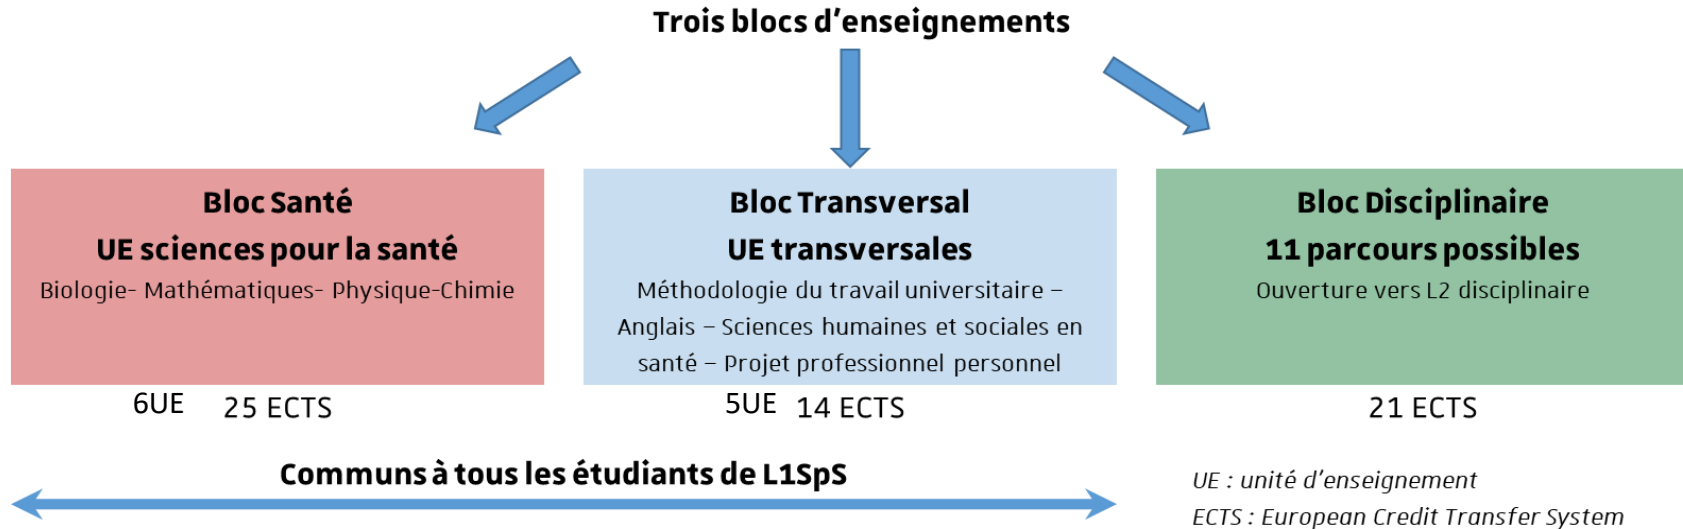 Trois blocs d'enseignements
Bloc Santé
UE sciences pour la santé
Biologie- Mathématiques- Physique-Chimie
6UE 25 ECTS
Bloc Transversal
UE transversales
Méthodologie du travail universitaire –
Anglais – Sciences humaines et sociales en
santé – Projet professionnel personnel
5UE 14 ECTS
Bloc Disciplinaire
11 parcours possibles
Ouverture vers L2 disciplinaire
21 ECTS
Communs à tous les étudiants de L1SpS
UE : unité d'enseignement
ECTS : European Credit Transfer System